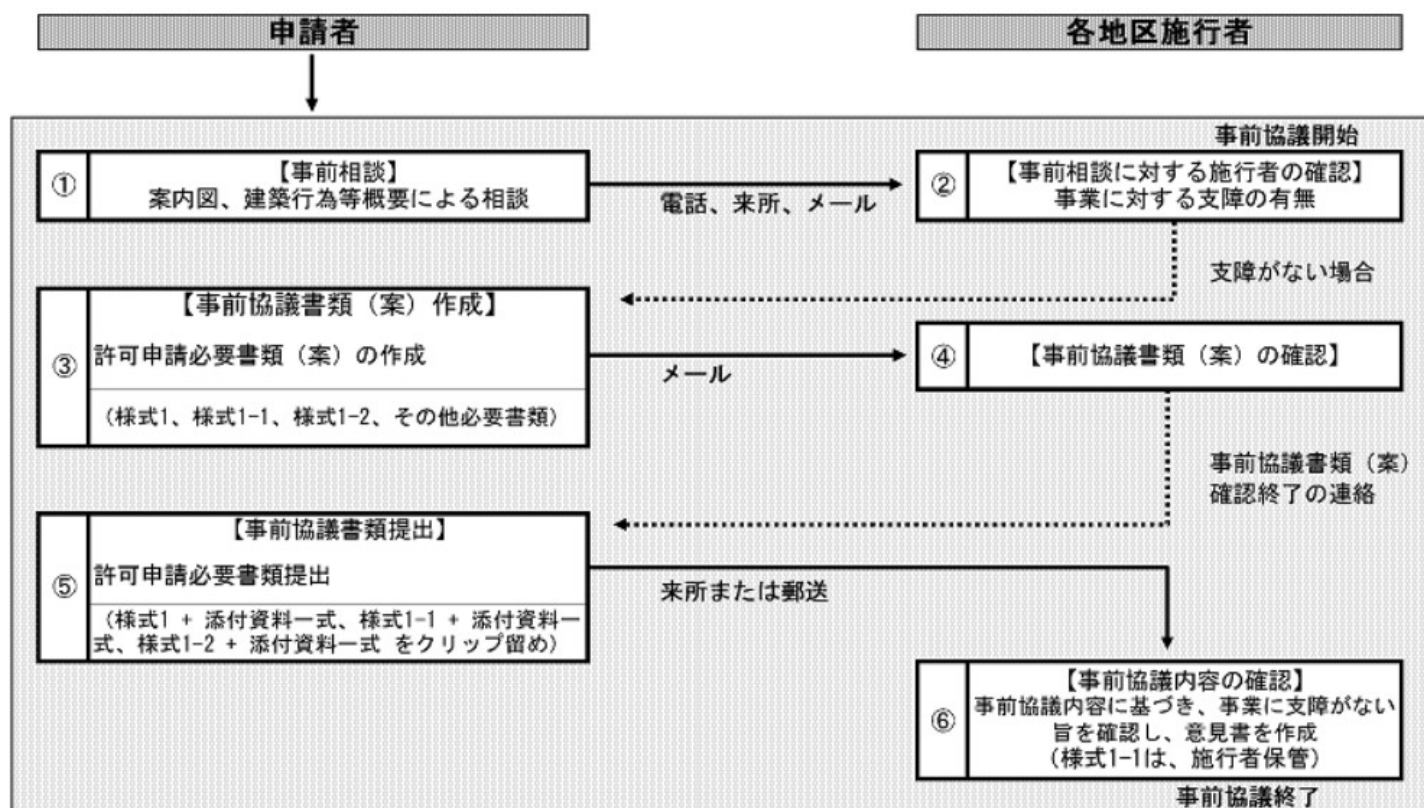 申請者
各地区施行者
事前協議開始
①
【事前相談】
案内図、建築行為等概要による相談
電話、来所、メール
②
【事前相談に対する施行者の確認】
事業に対する支障の有無
支障がない場合
③
【事前協議書類（案）作成】
許可申請必要書類（案）の作成
（様式1、様式1-1、様式1-2、その他必要書類）
メール
④
【事前協議書類（案）の確認】
事前協議書類（案）
確認終了の連絡
⑤
【事前協議書類提出】
許可申請必要書類提出
（様式1 + 添付資料一式、様式1-1 + 添付資料一
式、様式1-2 + 添付資料一式 をクリップ留め）
来所または郵送
⑥
【事前協議内容の確認】
事前協議内容に基づき、事業に支障がない
旨を確認し、意見書を作成
（様式1-1は、施行者保管）
事前協議終了